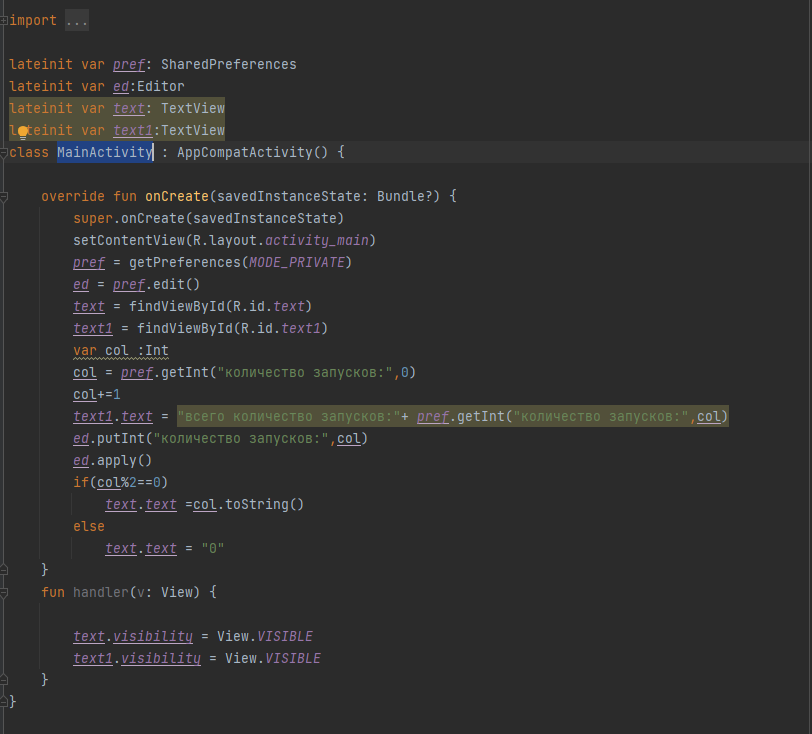 import ...
lateinit var pref: SharedPreferences
lateinit var ed:Editor
lateinit var text: TextView
lateinit var text1:TextView
class MainActivity : AppCompatActivity() {
override fun onCreate(savedInstanceState: Bundle?) {
super.onCreate(savedInstanceState)
setContentView(R.layout.activity_main)
pref = getPreferences(MODE_PRIVATE)
ed = pref.edit()
text = findViewById(R.id.text)
text1 = findViewById(R.id.text1)
var col :Int
col = pref.getInt("количество запусков:",0)
col+=1
text1.text = "всего количество запусков:"+ pref.getInt("количество запусков:",col)
ed.putInt("количество запусков:",col)
ed.apply()
if(col%2==0)
text.text =col.toString()
else
text.text = "0"
}
fun handler(v: View) {
text.visibility = View.VISIBLE
text1.visibility = View.VISIBLE
}
}